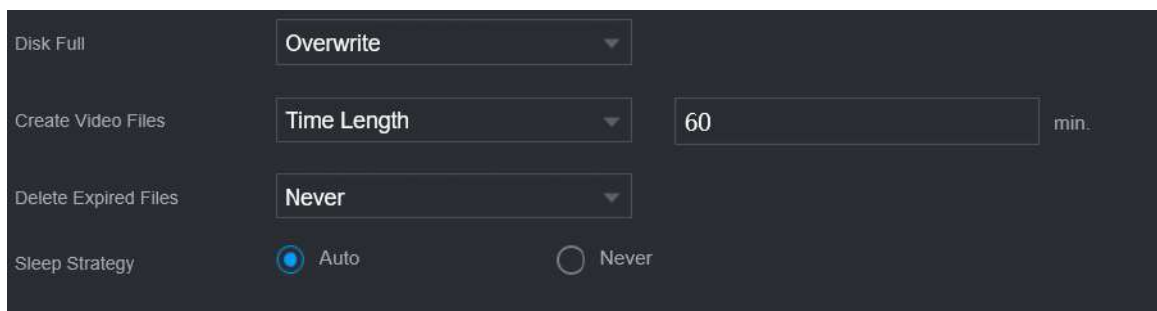 Disk Full Overwrite
Create Video Files Time Length 60 min.
Delete Expired Files Never
Sleep Strategy Auto Never